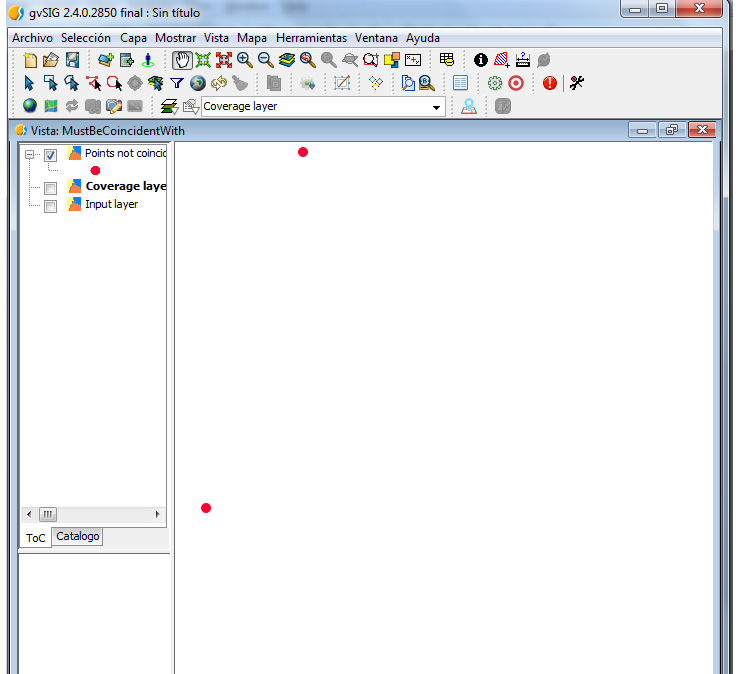 gvSIG 2.4.0.2850 final : Sin título
Archivo Selección Capa Mostrar Vista Mapa Herramientas Ventana Ayuda
Coverage layer
Vista: MustBeCoincidentWith
Points not coincid
Coverage laye
Input layer
ToC Catalogo